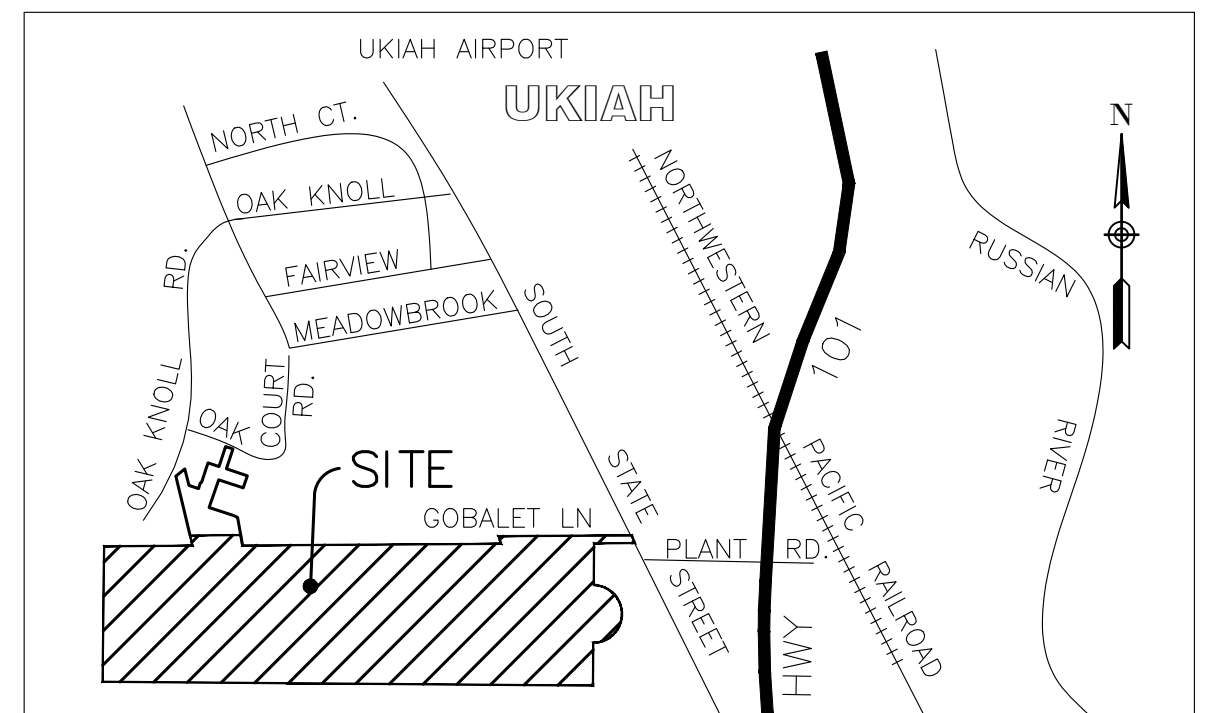 UKIAH AIRPORT
UKIAH
N
NORTH CT.
OAK KNOLL
RD.
FAIRVIEW
MEADOWBROOK
SOUTH
NORTHWESTERN
RUSSIAN
101
OAK KNOLL
OAK
COURT
RD.
SITE
STATE
PACIFIC
RIVER
GOBALET LN
PLANT RD.
STREET
RAILROAD
HWY